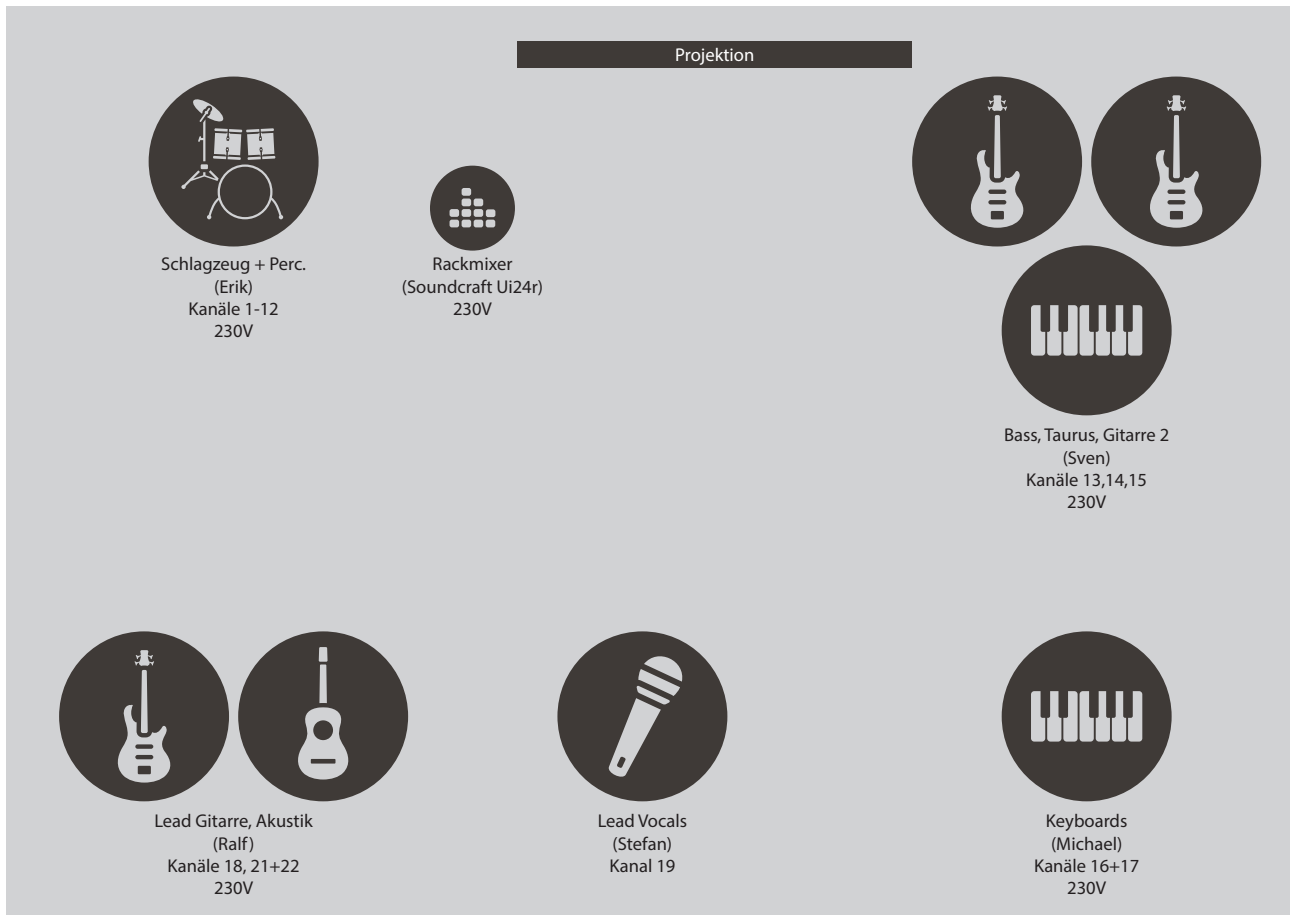 Projektion
Schlagzeug + Perc.
(Erik)
Kanäle 1-12
230V
Rackmixer
(Soundcraft Ui24r)
230V
Bass, Taurus, Gitarre 2
(Sven)
Kanäle 13,14,15
230V
Lead Gitarre, Akustik
(Ralf)
Kanäle 18, 21+22
230V
Lead Vocals
(Stefan)
Kanal 19
Keyboards
(Michael)
Kanäle 16+17
230V